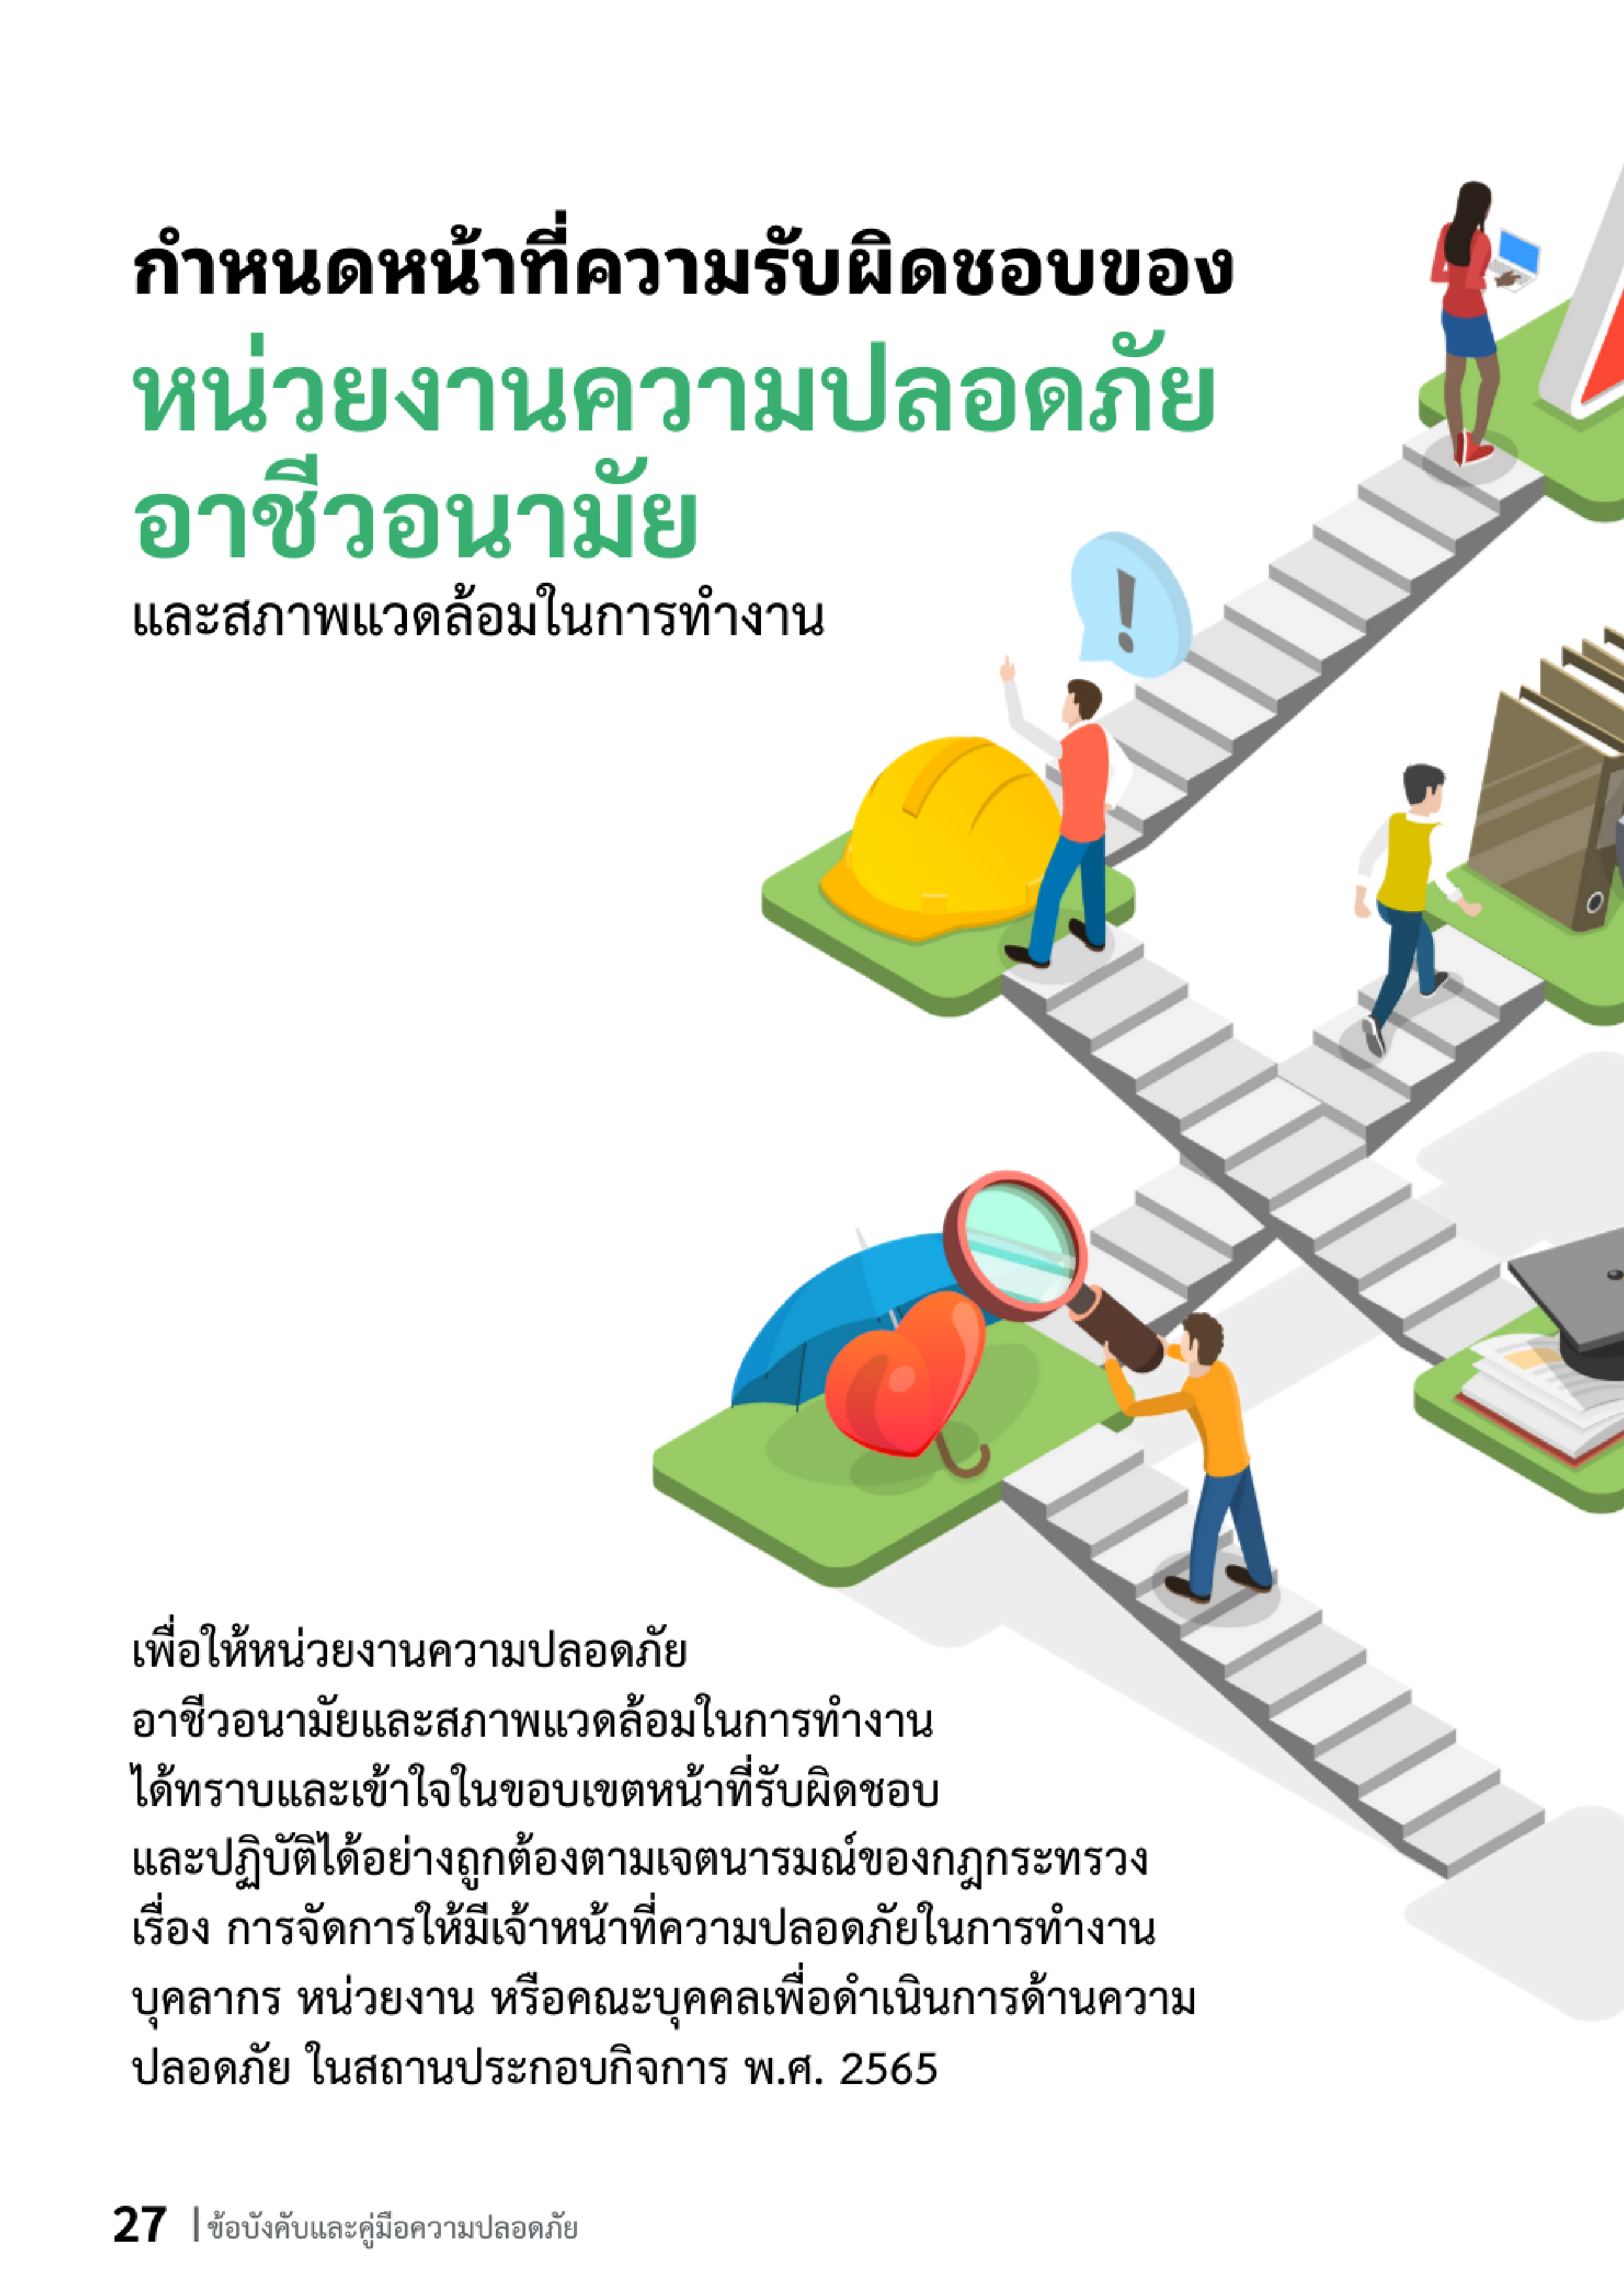 กำหนดหน้าที่ความรับผิดชอบของ
หน่วยงานความปลอดภัย
อาชีวอนามัย
และสภาพแวดล้อมในการทำงาน
!
เพื่อให้หน่วยงานความปลอดภัย
อาชีวอนามัยและสภาพแวดล้อมในการทำงาน
ได้ทราบและเข้าใจในขอบเขตหน้าที่รับผิดชอบ
และปฏิบัติได้อย่างถูกต้องตามเจตนารมณ์ของกฎกระทรวง
เรื่อง การจัดการให้มีเจ้าหน้าที่ความปลอดภัยในการทำงาน
บุคลากร หน่วยงาน หรือคณะบุคคลเพื่อดำเนินการด้านความ
ปลอดภัย ในสถานประกอบกิจการ พ.ศ. 2565
27 | ข้อบังคับและคู่มือความปลอดภัย